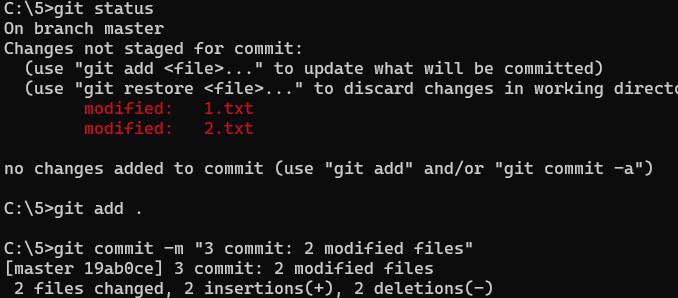 C:\5>git status
On branch master
Changes not staged for commit:
(use "git add <file>..." to update what will be committed)
(use "git restore <file>..." to discard changes in working
modified: 1.txt
modified: 2.txt
no changes added to commit (use "git add" and/or "git commit -a")
C:\5>git add .
C:\5>git commit -m "3 commit: 2 modified files"
[master 19ab0ce] 3 commit: 2 modified files
2 files changed, 2 insertions(+), 2 deletions(-)